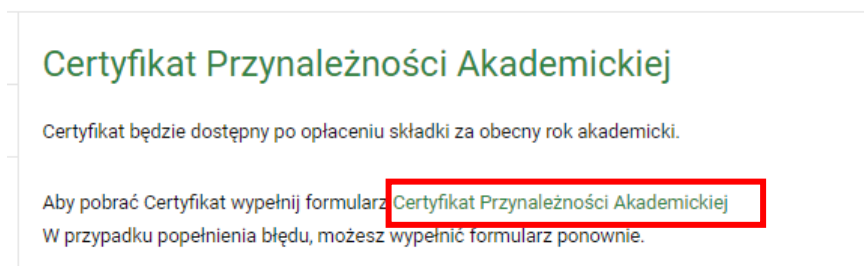 Certyfikat Przynależności Akademickiej
Certyfikat będzie dostępny po opłaceniu składki za obecny rok akademicki.
Aby pobrać Certyfikat wypełnij formularz Certyfikat Przynależności Akademickiej
W przypadku popełnienia błędu, możesz wypełnić formularz ponownie.